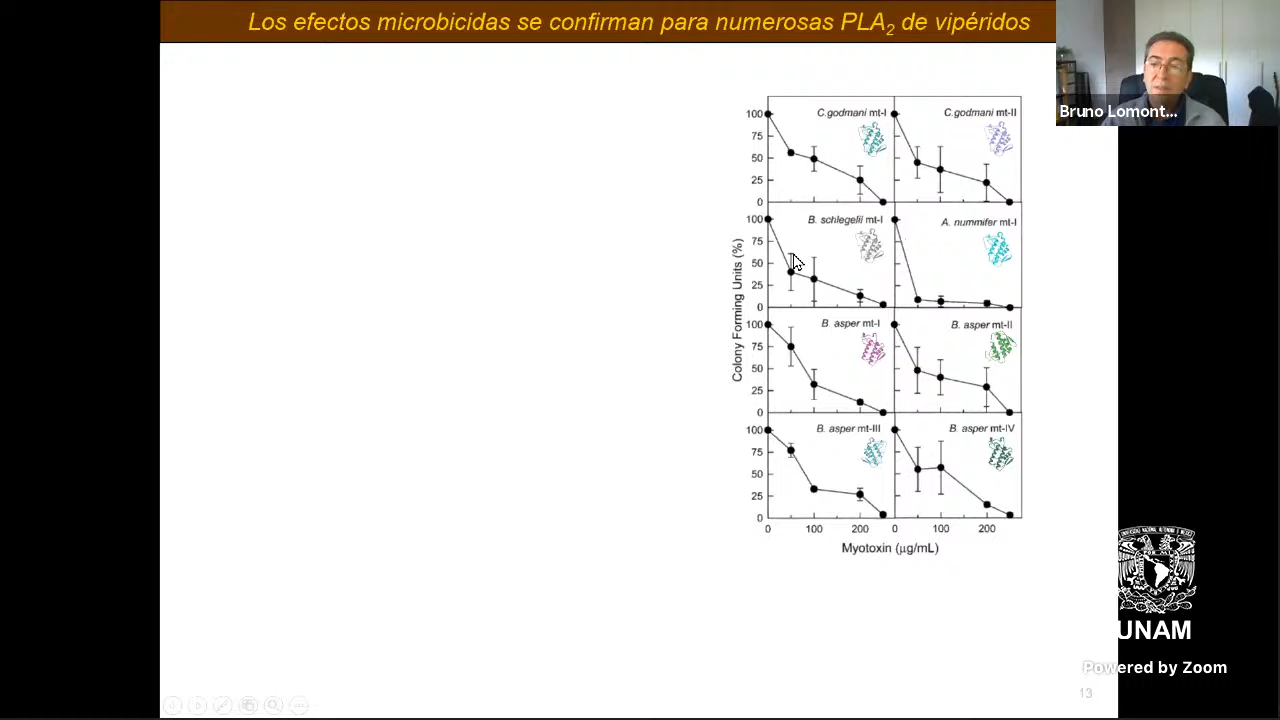 Los efectos microbicidas se confirman para numerosas PLA2 de vipéridos
Bruno Lomont...
C.godmani mt-I
C.godmani mt-II
100
75
50
25
0
B. schlegelii mt-I
A. nummifer mt-I
100
75
50
25
0
B. asper mt-I
B. asper mt-II
100
75
50
25
0
B. asper mt-III
B. asper mt-IV
100
75
50
25
0
Colony Forming Units (%)
0 100 200 0 100 200
Myotoxin (µg/mL)
UNAM
Powered by Zoom
13